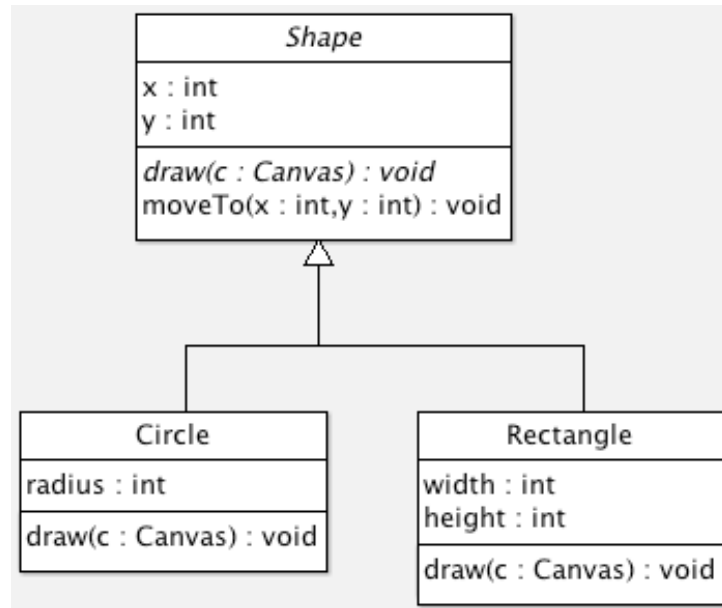 Shape
x : int
y : int
draw(c : Canvas) : void
moveTo(x : int,y : int) : void
Circle
radius : int
draw(c : Canvas) : void
Rectangle
width : int
height : int
draw(c : Canvas) : void